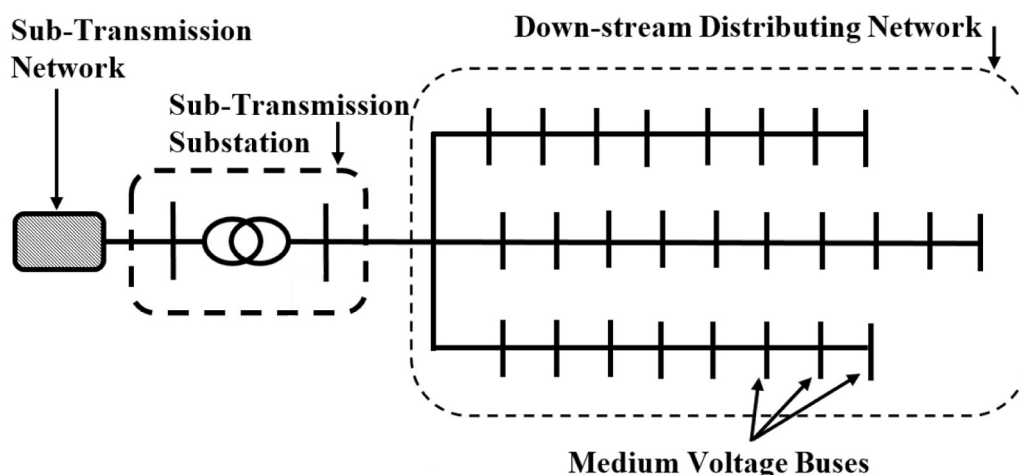 Sub-Transmission
Network
Down-stream Distributing Network
Sub-Transmission
Substation
Medium Voltage Buses